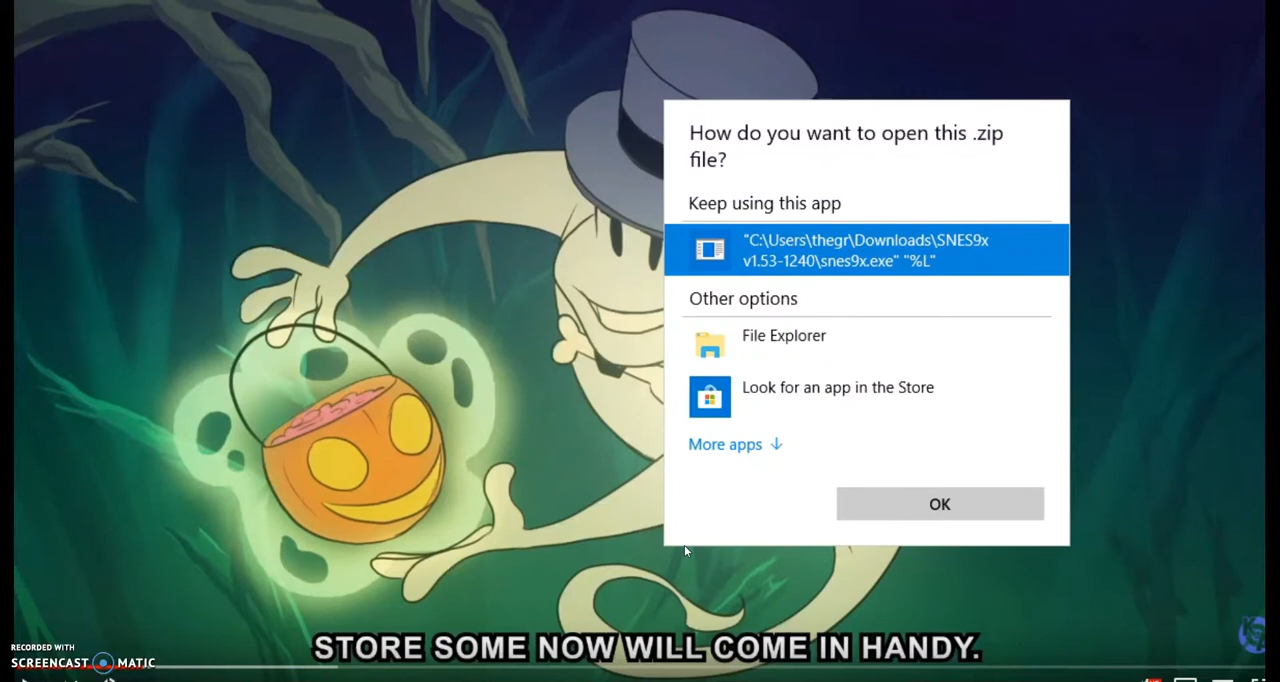 How do you want to open this .zip
file?
Keep using this app
"C:\Users\thegr\Downloads\SNES9x
v1.53-1240\snes9x.exe" "%L"
Other options
File Explorer
Look for an app in the Store
More apps
OK
STORE SOME NOW WILL COME IN HANDY.
RECORDED WITH
SCREENCAST MATIC